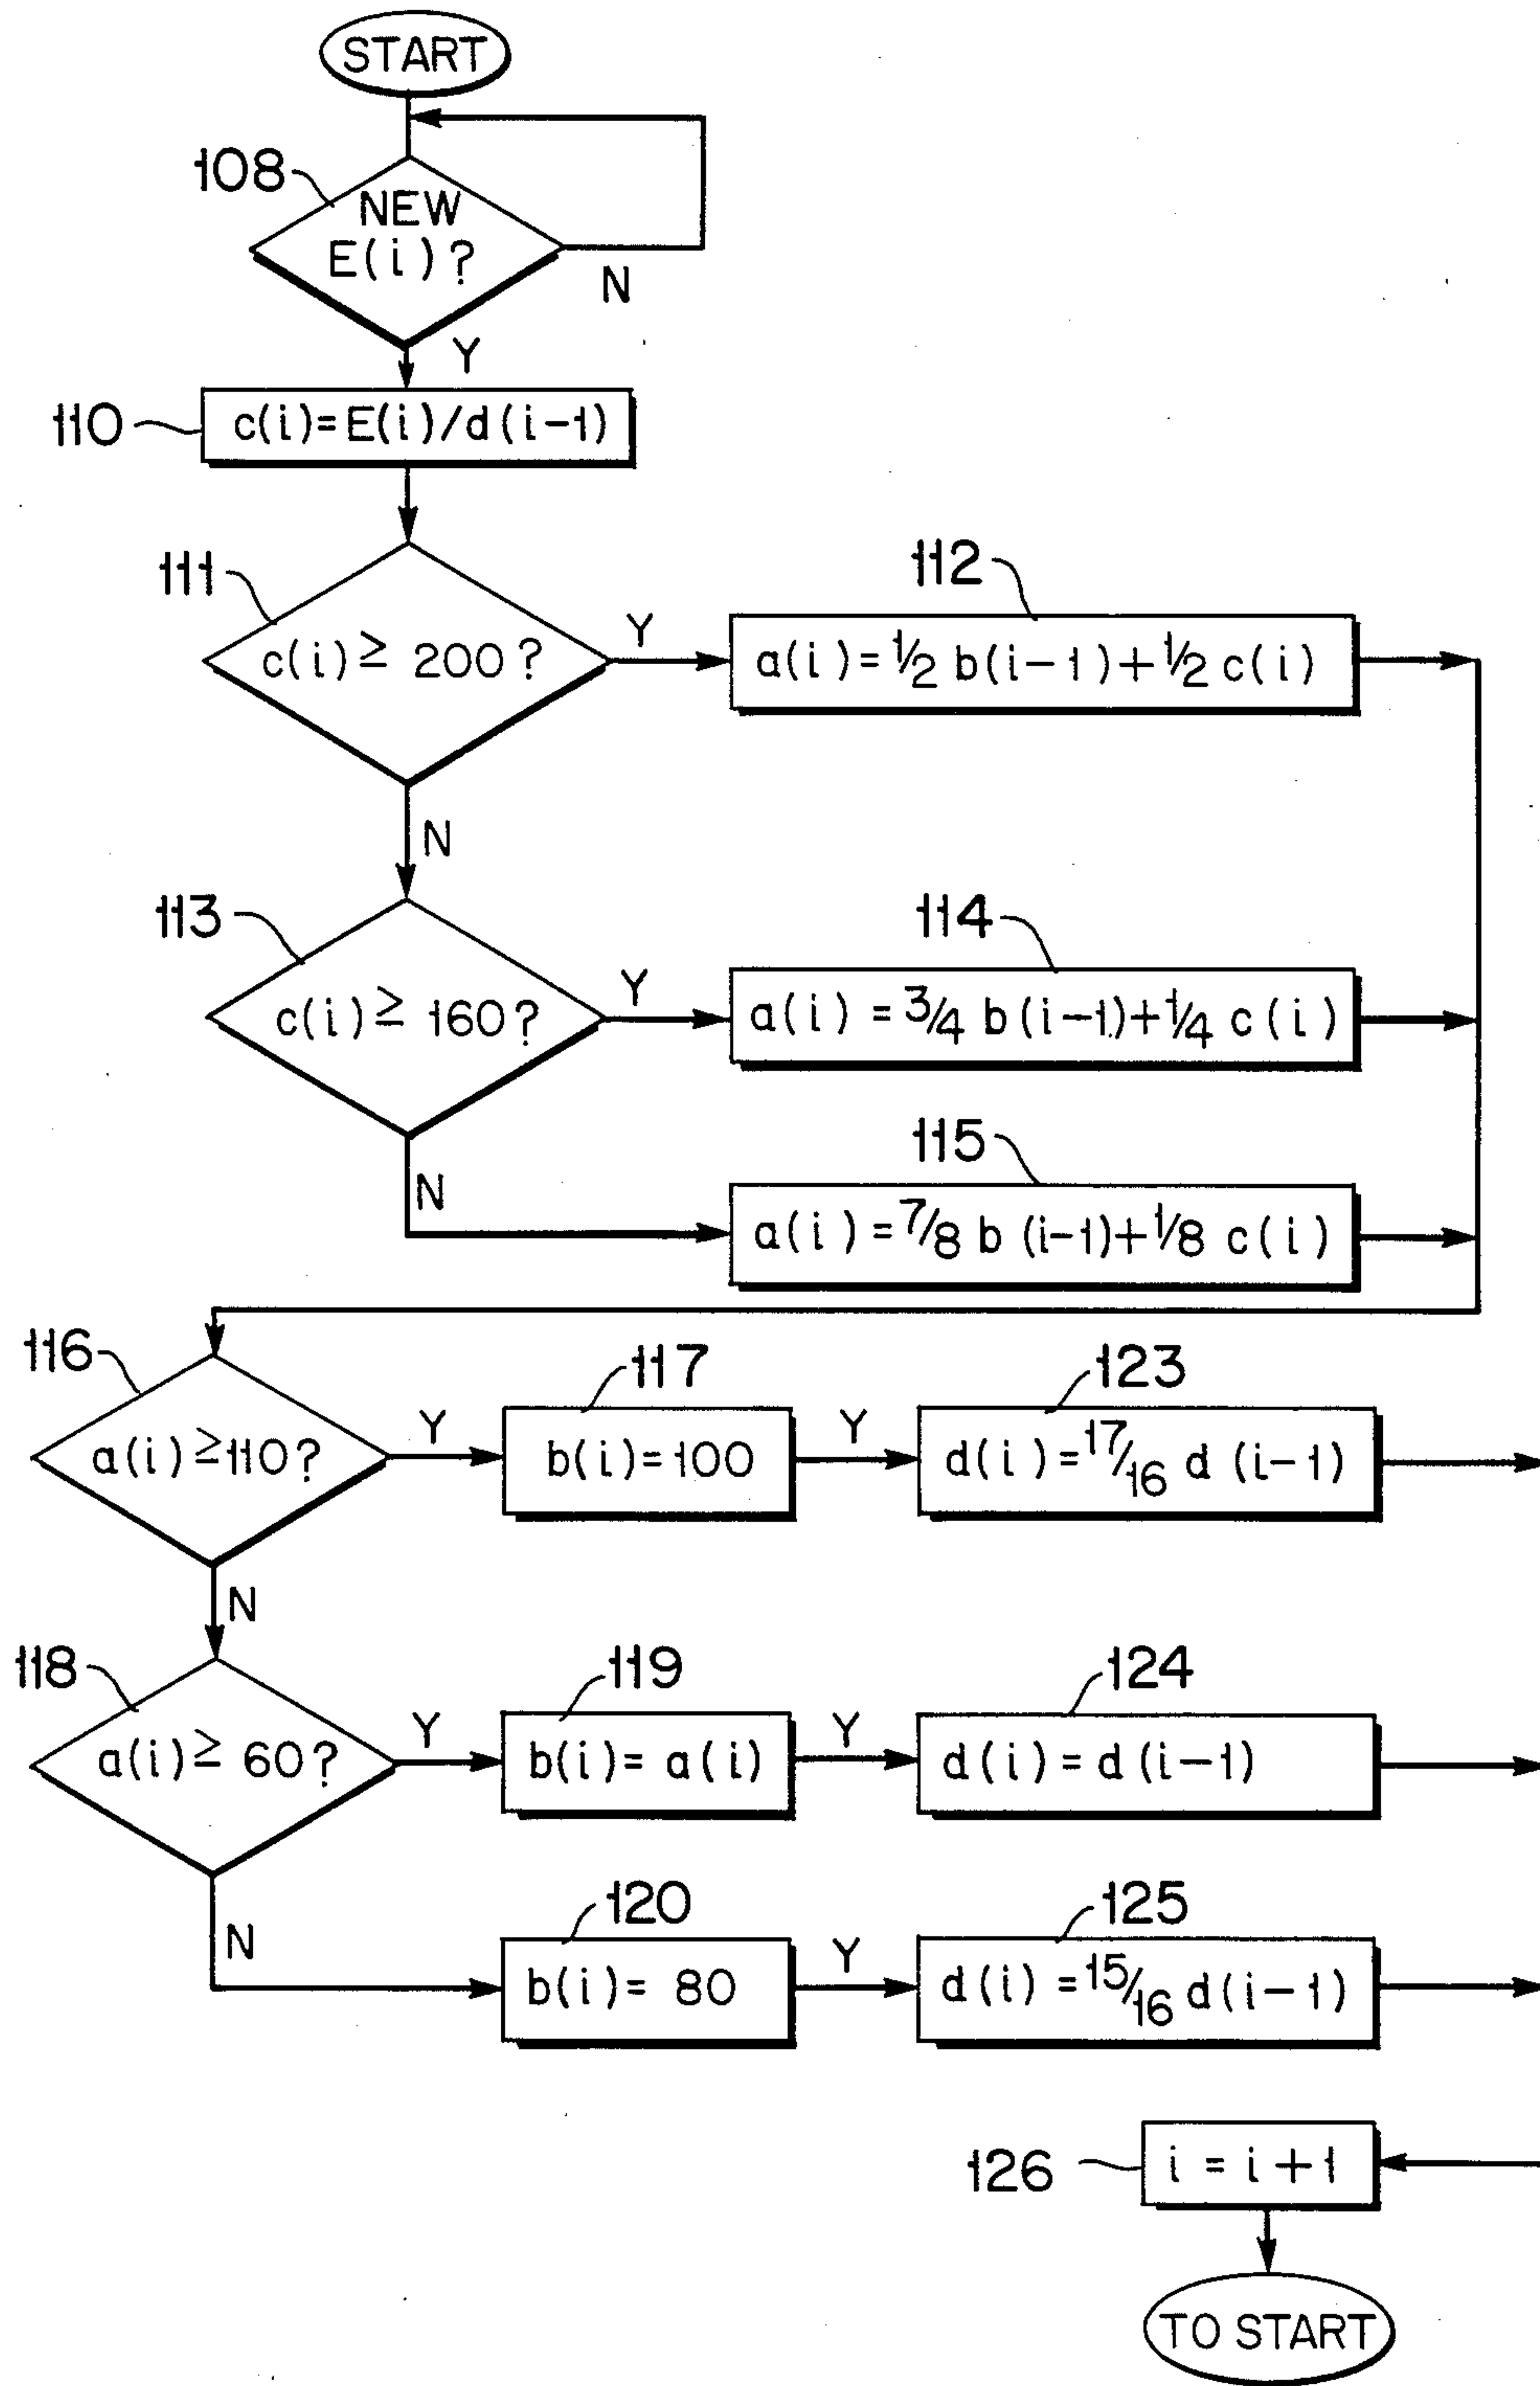 START
108
NEW
E(i)?
N
Y
110
c(i)=E(i)/d(i-1)
111
c(i)≥ 200?
Y
112
a(i)=½ b(i-1)+½ c(i)
N
113
c(i)≥ 160?
Y
114
a(i)=¾ b(i-1)+¼ c(i)
N
115
a(i)=⅞ b(i-1)+⅛ c(i)
116
a(i)≥110?
Y
117
b(i)=100
Y
123
d(i)=17/16 d(i-1)
N
118
a(i)≥ 60?
Y
119
b(i)= a(i)
Y
124
d(i)=d(i-1)
N
120
b(i)= 80
Y
125
d(i)=15/16 d(i-1)
126
i = i+1
TO START